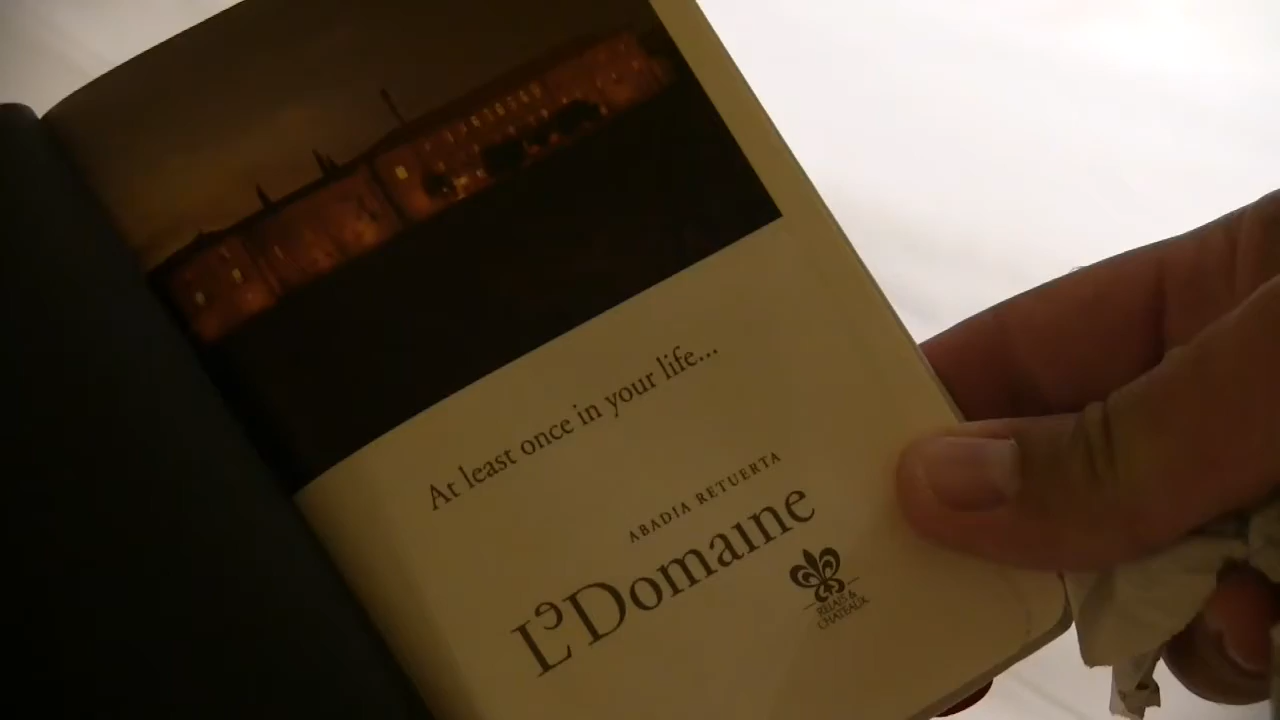 At least once in your life...
ABADIA RETUERTA
LeDomaine
RELAIS &
CHATEAUX